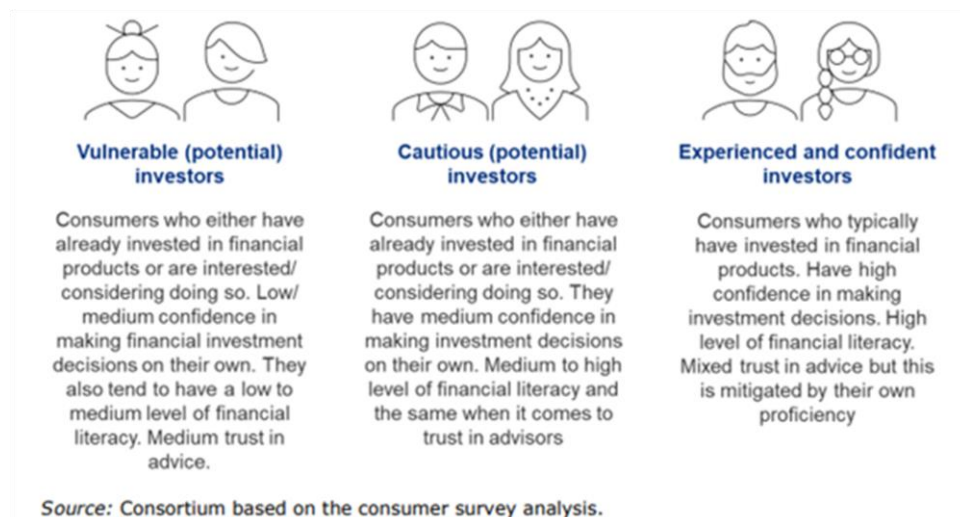 Vulnerable (potential)
investors
Consumers who either have
already invested in financial
products or are interested/
considering doing so. Low/
medium confidence in
making financial investment
decisions on their own. They
also tend to have a low to
medium level of financial
literacy. Medium trust in
advice.
Cautious (potential)
investors
Consumers who either have
already invested in financial
products or are interested/
considering doing so. They
have medium confidence in
making investment decisions
on their own. Medium to high
level of financial literacy and
the same when it comes to
trust in advisors
Experienced and confident
investors
Consumers who typically
have invested in financial
products. Have high
confidence in making
investment decisions. High
level of financial literacy.
Mixed trust in advice but this
is mitigated by their own
proficiency
Source: Consortium based on the consumer survey analysis.